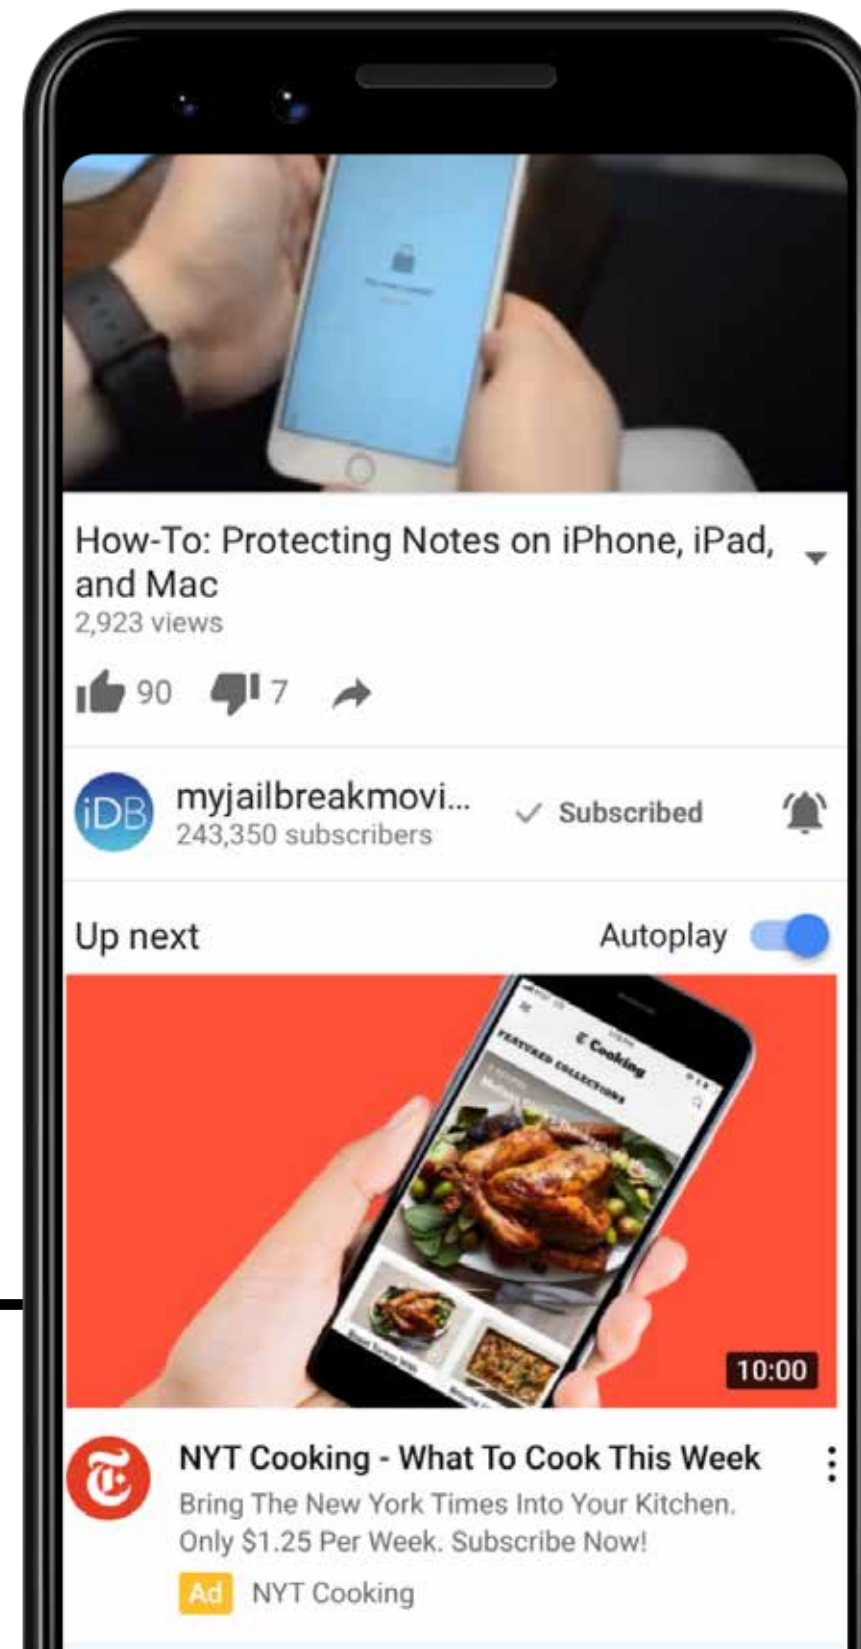 How-To: Protecting Notes on iPhone, iPad,
and Mac
2,923 views
90 7
iDB
myjailbreakmovi...
243,350 subscribers
Subscribed
Up next
Autoplay
Cooking
FEATURED COLLECTIONS
10:00
NYT Cooking - What To Cook This Week
Bring The New York Times Into Your Kitchen.
Only $1.25 Per Week. Subscribe Now!
Ad NYT Cooking